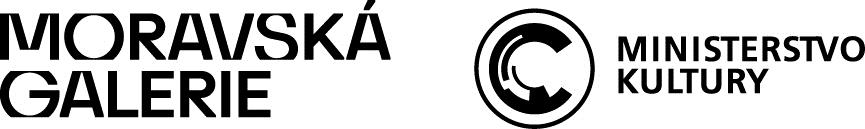 MORAVSKÁ
GALERIE
MINISTERSTVO
KULTURY